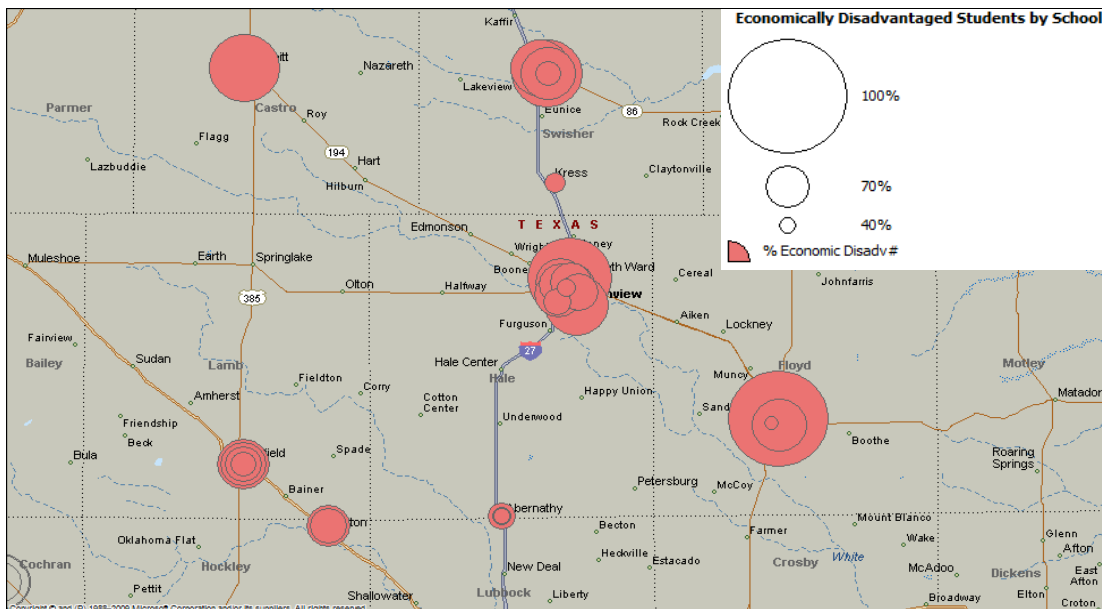 Economically Disadvantaged Students by School
100%
70%
40%
% Economic Disadv #
Kaffir
Nazareth
Lakeview
Parmer
Castro
Roy
Eunice
86
Rock Creek
Swisher
Flagg
194
Lazbuddie
Hart
Hilburn
Kress
Claytonville
TEXAS
Edmonson
Muleshoe
Earth
Springlake
Cereal
Johnfarris
385
Otton
Halfway
Aiken
Furguson
Lockney
Fairview
27
Bailey
Sudan
Lamb
Hale Center
Hale
Muncy
Floyd
Motley
Fieldton
Corry
Happy Union
Matador
Amherst
Cotton
Center
Friendship
Beck
Underwood
Boothe
Bula
Spade
Roaring
Springs
Bainer
Petersburg
McCoy
Becton
Farmer
Mount Blanco
Oklahoma Flat
Glenn
White
Wake
Afton
Cochran
Hockley
Heckville
Estacado
Crosby
New Deal
McAdoo
Dickens
East
Afton
Pettit
Shallowater
Lubbock
Liberty
Broadway
Elton
Croton